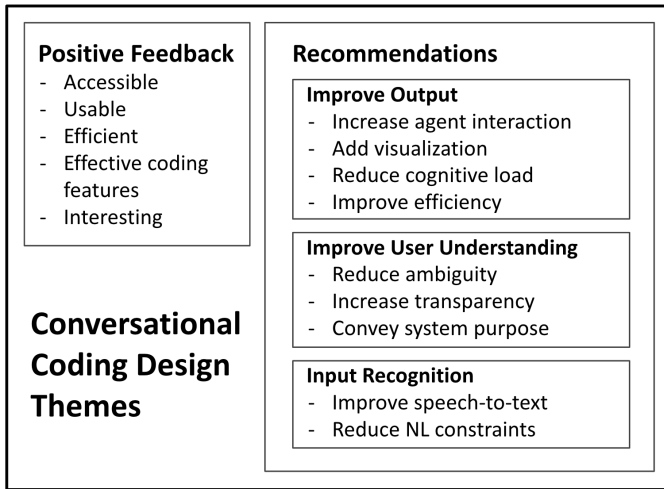 Positive Feedback
- Accessible
- Usable
- Efficient
- Effective coding
features
- Interesting
Conversational
Coding Design
Themes
Recommendations
Improve Output
- Increase agent interaction
- Add visualization
- Reduce cognitive load
- Improve efficiency
Improve User Understanding
- Reduce ambiguity
- Increase transparency
- Convey system purpose
Input Recognition
- Improve speech-to-text
- Reduce NL constraints